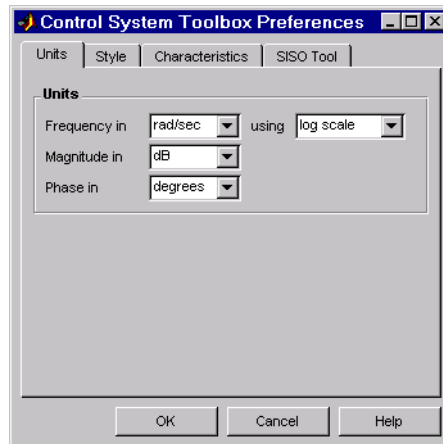 Control System Toolbox Preferences
Units Style Characteristics SISO Tool
Units
Frequency in rad/sec using log scale
Magnitude in dB
Phase in degrees
OK Cancel Help